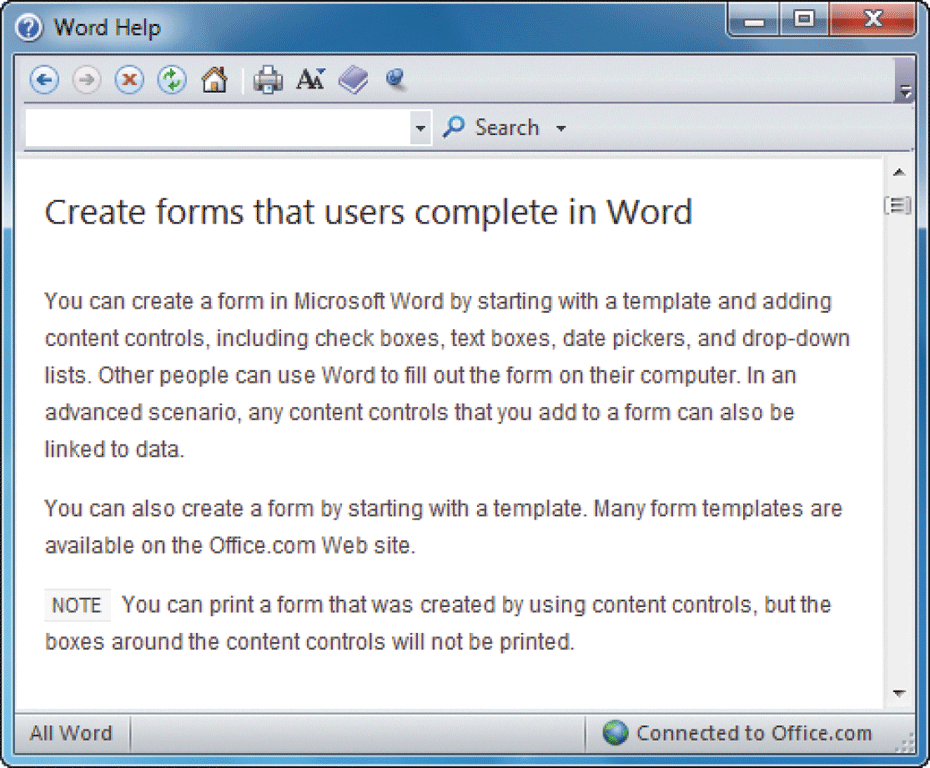 Word Help
Search
Create forms that users complete in Word
You can create a form in Microsoft Word by starting with a template and adding
content controls, including check boxes, text boxes, date pickers, and drop-down
lists. Other people can use Word to fill out the form on their computer. In an
advanced scenario, any content controls that you add to a form can also be
linked to data.
You can also create a form by starting with a template. Many form templates are
available on the Office.com Web site.
NOTE You can print a form that was created by using content controls, but the
boxes around the content controls will not be printed.
All Word
Connected to Office.com